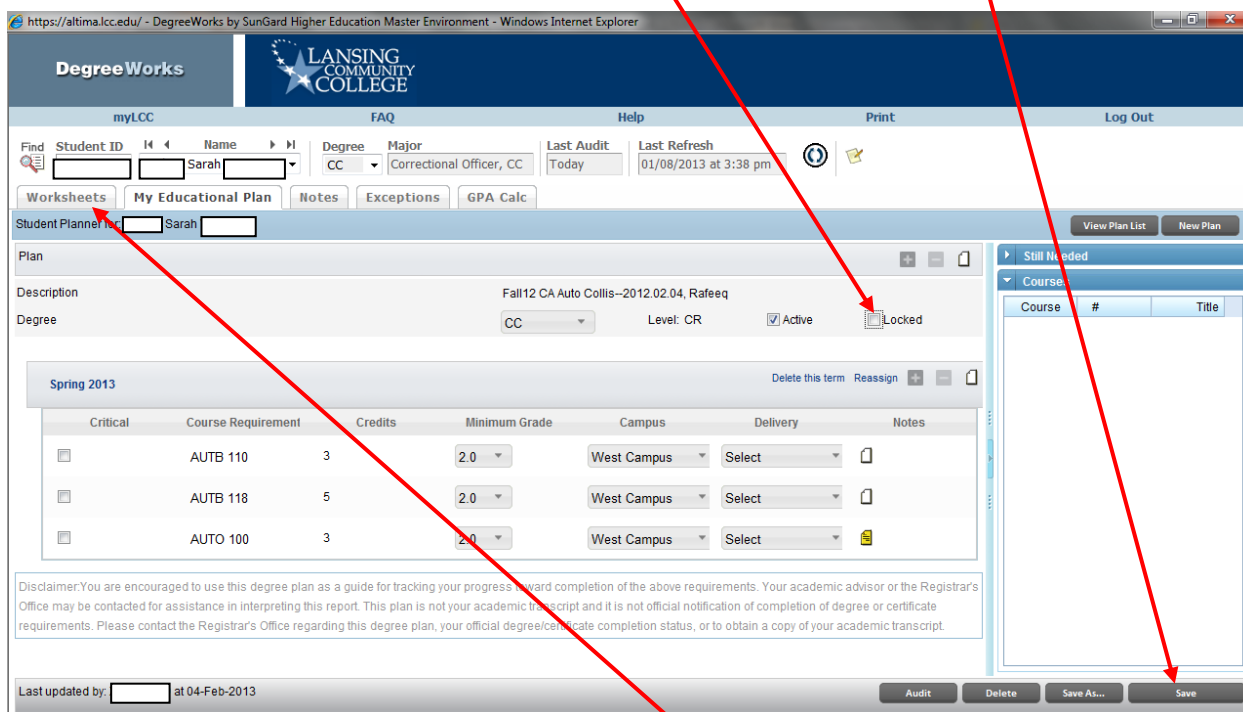 https://altima.lcc.edu/ - DegreeWorks by SunGard Higher Education Master Environment - Windows Internet Explorer
DegreeWorks
LANSING
COMMUNITY
COLLEGE
myLCC FAQ Help Print Log Out
Find Student ID Name Degree Major Last Audit Last Refresh
Sarah CC Correctional Officer, CC Today 01/08/2013 at 3:38 pm
Worksheets My Educational Plan Notes Exceptions GPA Calc
Student Planner for: Sarah View Plan List New Plan
Plan Still Needed
Courses
Description Fall12 CA Auto Collis--2012.02.04, Rafeeq Course # Title
Degree CC Level: CR Active Locked
Spring 2013 Delete this term Reassign
Critical Course Requirement Credits Minimum Grade Campus Delivery Notes
AUTB 110 3 2.0 West Campus Select
AUTB 118 5 2.0 West Campus Select
AUTO 100 3 2.0 West Campus Select
Disclaimer:You are encouraged to use this degree plan as a guide for tracking your progress toward completion of the above requirements. Your academic advisor or the Registrar's
Office may be contacted for assistance in interpreting this report. This plan is not your academic transcript and it is not official notification of completion of degree or certificate
requirements. Please contact the Registrar's Office regarding this degree plan, your official degree/certificate completion status, or to obtain a copy of your academic transcript.
Last updated by: at 04-Feb-2013 Audit Delete Save As... Save